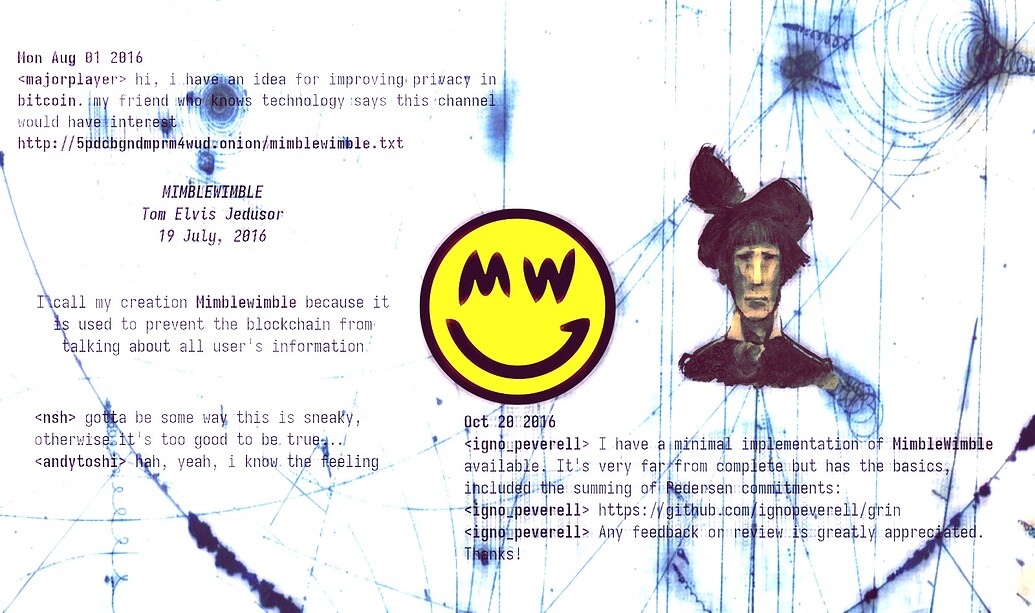 Mon Aug 01 2016
<majorplayer> hi, i have an idea for improving privacy in
bitcoin. my friend who knows technology says this channel
would have interest
http://5pdcbgndmprm4wud.onion/mimblewimble.txt
MIMBLEWIMBLE
Tom Elvis Jedusor
19 July, 2016
I call my creation Mimblewimble because it
is used to prevent the blockchain from
talking about all user's information
<nsh> gotta be some way this is sneaky,
otherwise it's too good to be true...
<andytoshi> hah, yeah, i know the feeling
MW
Oct 20 2016
<igno_peverell> I have a minimal implementation of MimbleWimble
available. It's very far from complete but has the basics,
included the summing of Pedersen commitments:
<igno_peverell> https://github.com/ignopeverell/grin
<igno_peverell> Any feedback or review is greatly appreciated.
Thanks!